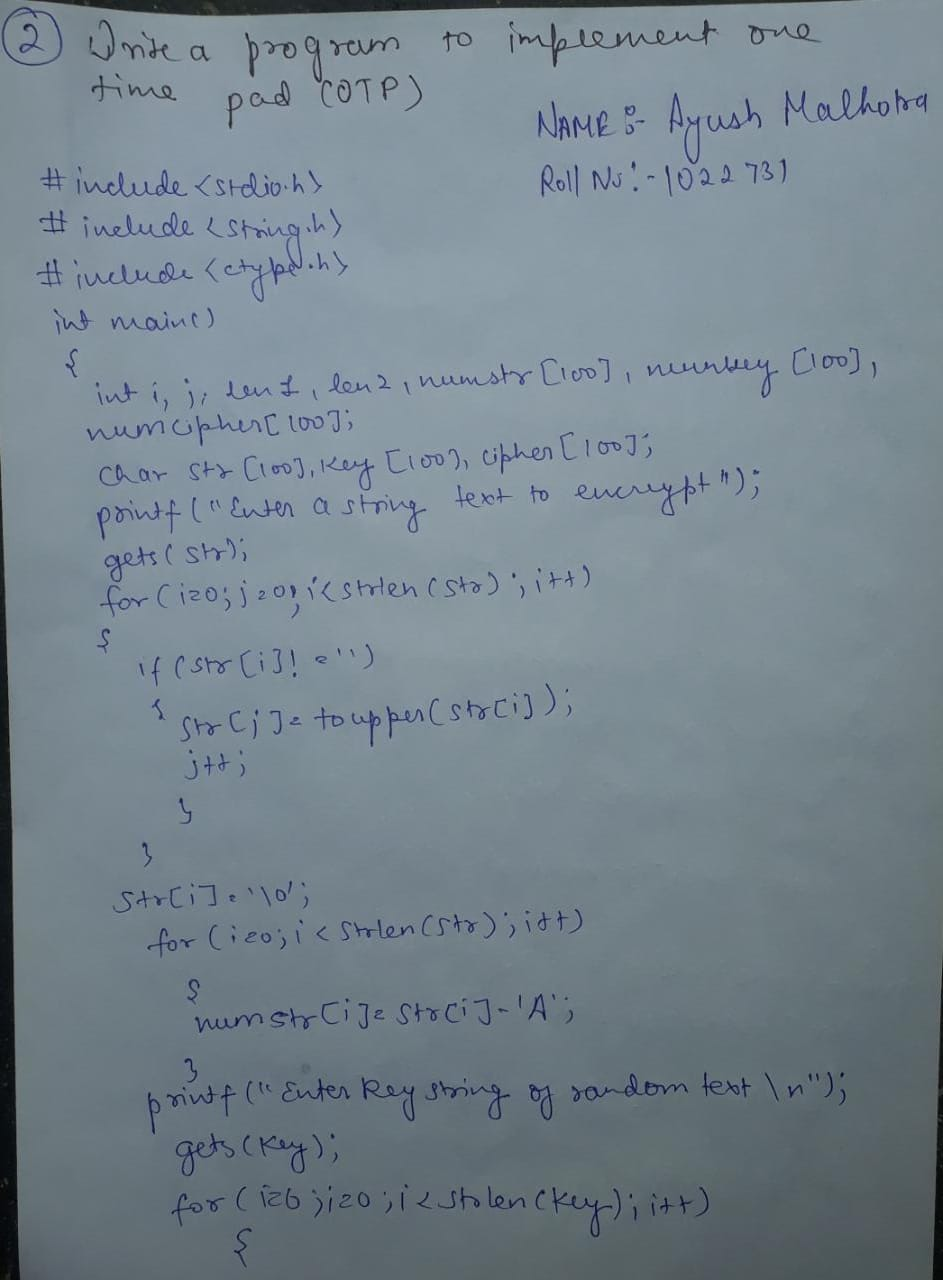 ② Write a program to implement one
time pad (OTP)
NAME :- Ayush Malhotra
Roll No :- 1022731
# include <stdio.h>
# include <string.h>
# include <ctype.h>
int main()
{
int i, j, len1, len2, numstr [100], numkey [100],
numcipher[100];
char str [100], key [100], cipher [100];
printf ("Enter a string text to encrypt");
gets (str);
for (i=0; j=0; i<strlen (str) ; i++)
{
if (str [i]! = '')
{
str [j] = toupper(str[i]);
j++;
}
}
str[i] = '\0';
for (i=0; i < strlen (str); i++)
{
numstr [i] = str[i] - 'A';
}
printf ("Enter key string of random text \n");
gets (key);
for (i=0 ; i=0 ; i < strlen (key); i++)
{